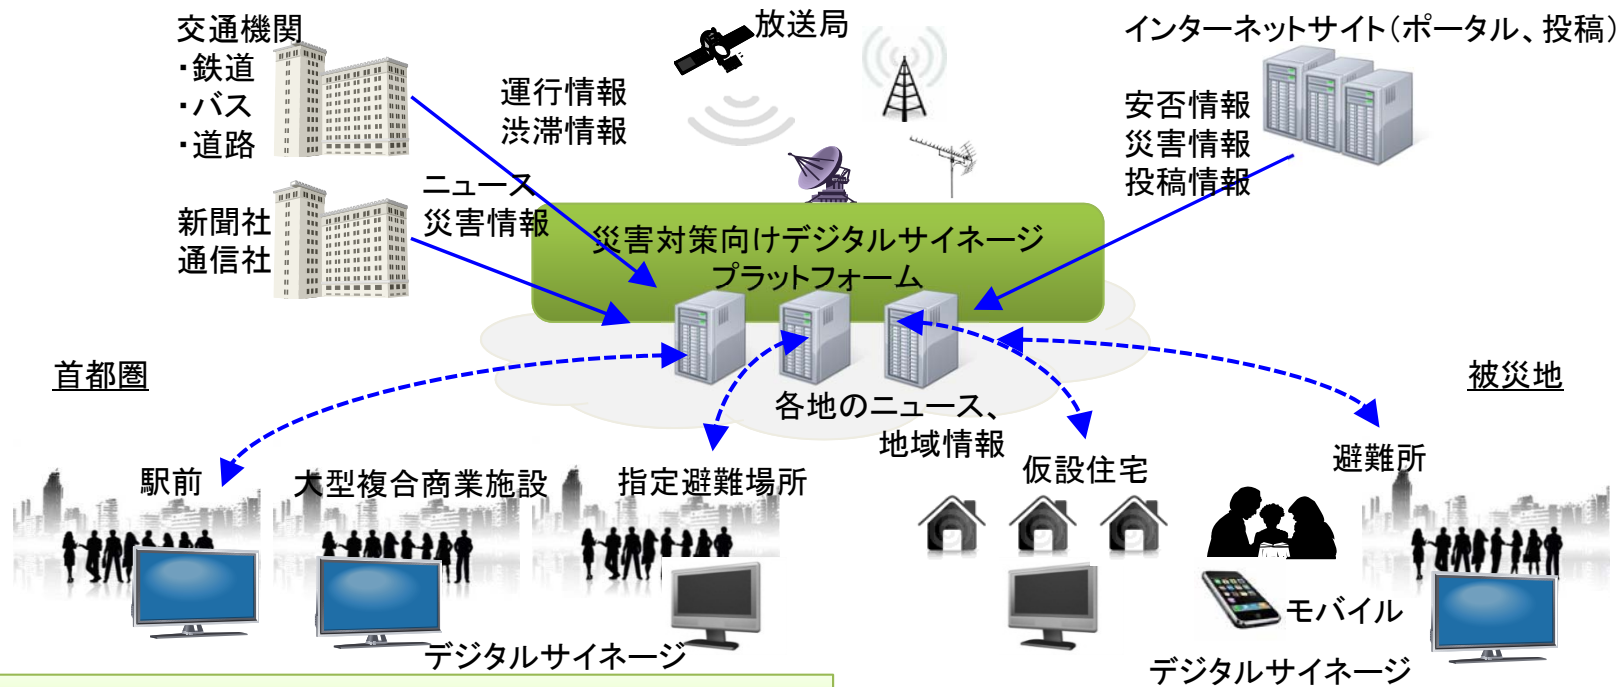 交通機関
・鉄道
・バス
・道路
放送局
インターネットサイト（ポータル、投稿）
運行情報
渋滞情報
安否情報
災害情報
投稿情報
ニュース
災害情報
新聞社
通信社
災害対策向けデジタルサイネージ
プラットフォーム
首都圏
被災地
各地のニュース、
地域情報
駅前
大型複合商業施設
指定避難場所
仮設住宅
避難所
モバイル
デジタルサイネージ
デジタルサイネージ